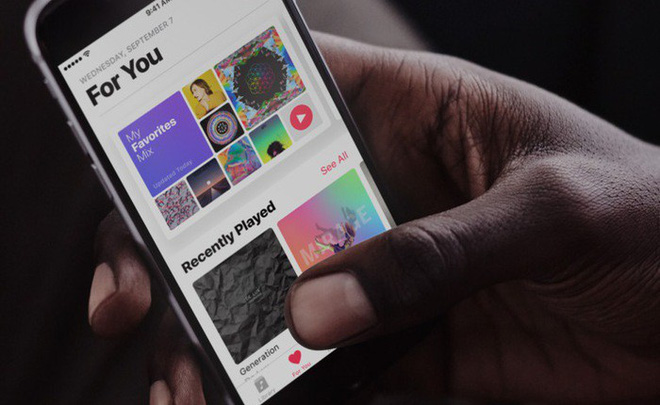 9:41 AM
WEDNESDAY, SEPTEMBER 7
For You
My
Favorites
Mix
Updated Today
See All
Recently Played
MIRAGE
Generation
Library
For You